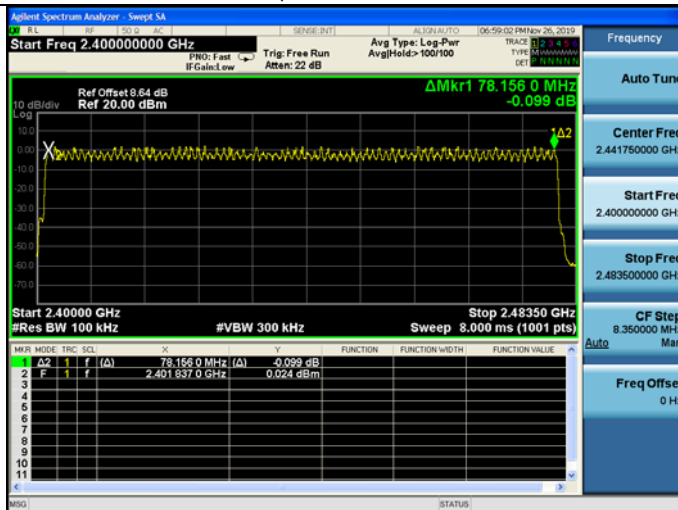 Agilent Spectrum Analyzer - Swept SA
RL RF 50 Ω AC SENSE:INT ALIGN AUTO 06:59:02 PM Nov 26, 2019
Start Freq 2.400000000 GHz
PNO: Fast
IFGain:Low
Trig: Free Run
Atten: 22 dB
Avg Type: Log-Pwr
Avg|Hold:> 100/100
TRACE 1 2 3 4 5 6
TYPE M
DET P N N N N N
Ref Offset 8.64 dB
10 dB/div Ref 20.00 dBm
Log
ΔMkr1 78.156 0 MHz
-0.099 dB
10.0
0.00
-10.0
-20.0
-30.0
-40.0
-50.0
-60.0
-70.0
1Δ2
Start 2.40000 GHz Stop 2.48350 GHz
#Res BW 100 kHz #VBW 300 kHz Sweep 8.000 ms (1001 pts)
MKR MODE TRC SCL X Y FUNCTION FUNCTION WIDTH FUNCTION VALUE
1 Δ2 1 f (Δ) 78.156 0 MHz (Δ) -0.099 dB
2 F 1 f 2.401 837 0 GHz 0.024 dBm
3
4
5
6
7
8
9
10
11
MSG STATUS
Frequency
Auto Tune
Center Freq
2.441750000 GHz
Start Freq
2.400000000 GHz
Stop Freq
2.483500000 GHz
CF Step
8.350000 MHz
Auto Man
Freq Offset
0 Hz